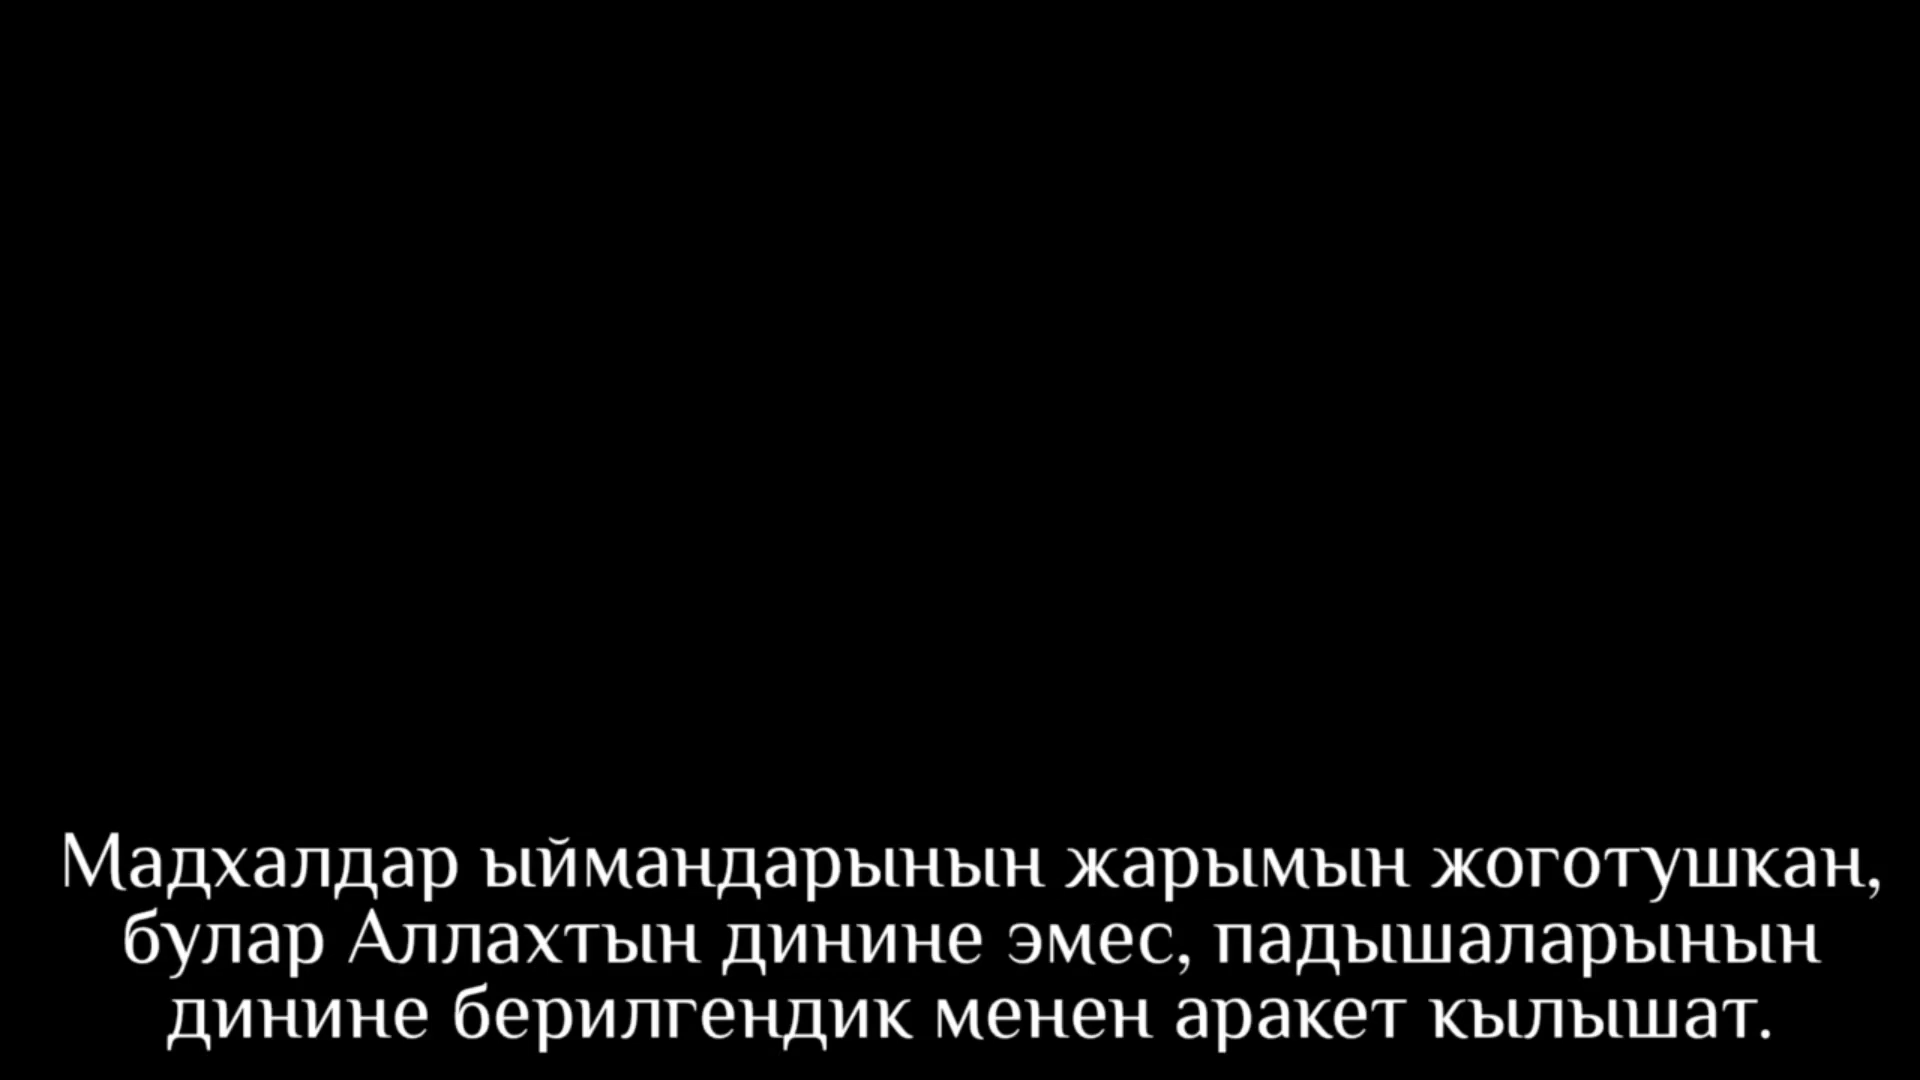 Мадхалдар ыймандарынын жарымын жоготушкан,
булар Аллахтын динине эмес, падышаларынын
динине берилгендик менен аракет кылышат.